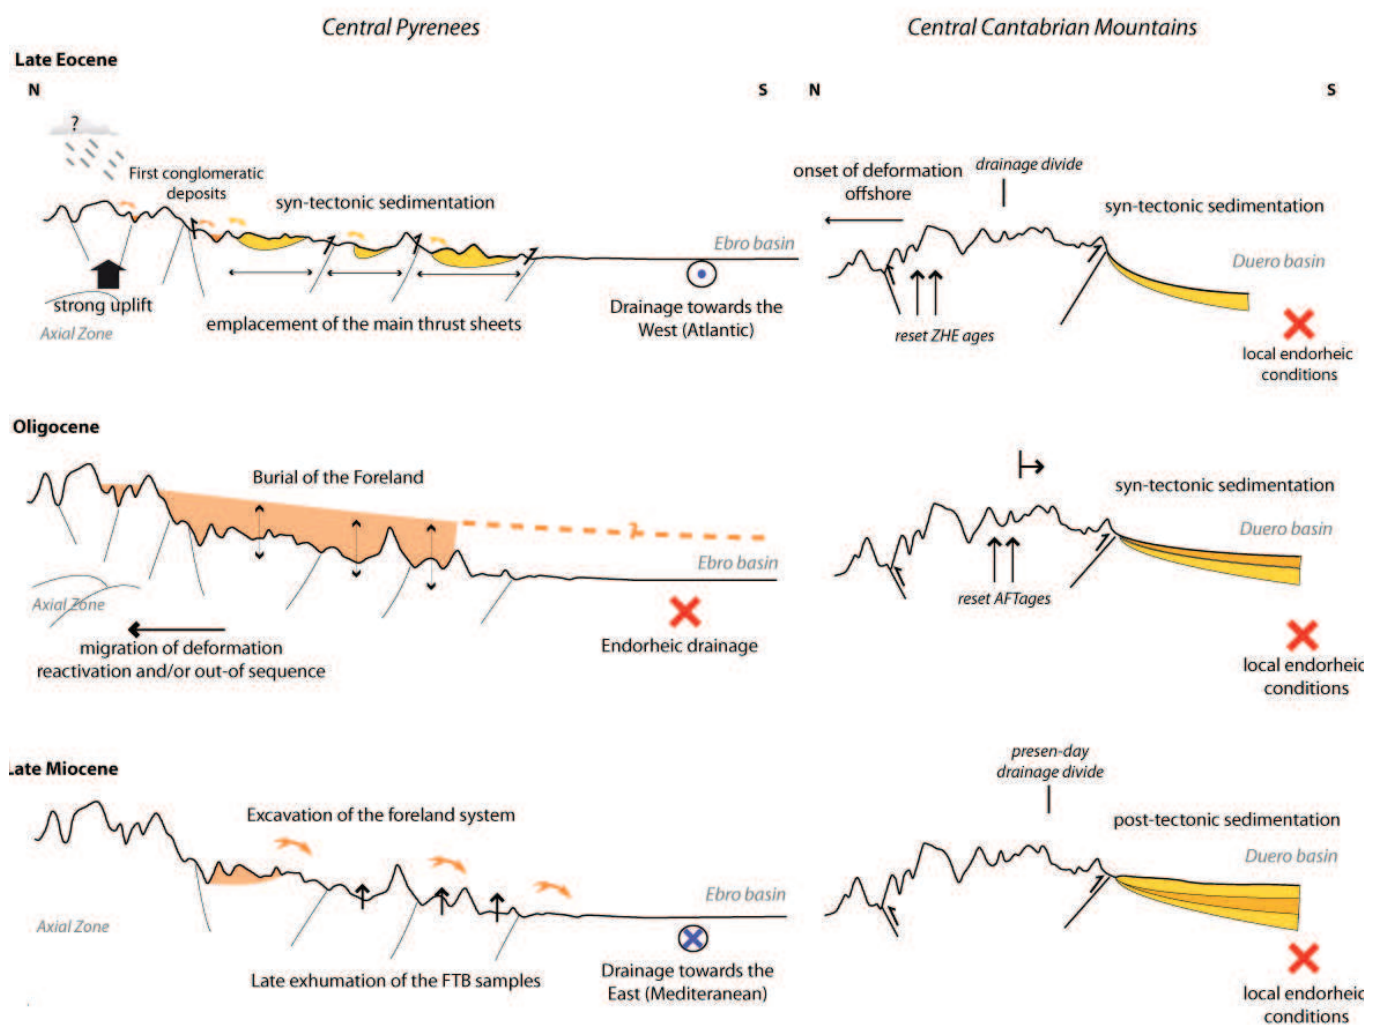 Central Pyrenees
Central Cantabrian Mountains
Late Eocene
N
S
N
S
?
First conglomeratic
deposits
syn-tectonic sedimentation
Ebro basin
strong uplift
Axial Zone
emplacement of the main thrust sheets
Drainage towards the
West (Atlantic)
onset of deformation
offshore
drainage divide
syn-tectonic sedimentation
Duero basin
reset ZHE ages
local endorheic
conditions
Oligocene
Burial of the Foreland
?
Ebro basin
Axial Zone
Endorheic drainage
migration of deformation
reactivation and/or out-of sequence
syn-tectonic sedimentation
Duero basin
reset AFTages
local endorheic
conditions
Late Miocene
Excavation of the foreland system
Ebro basin
Axial Zone
Late exhumation of the FTB samples
Drainage towards the
East (Mediteranean)
presen-day
drainage divide
post-tectonic sedimentation
Duero basin
local endorheic
conditions